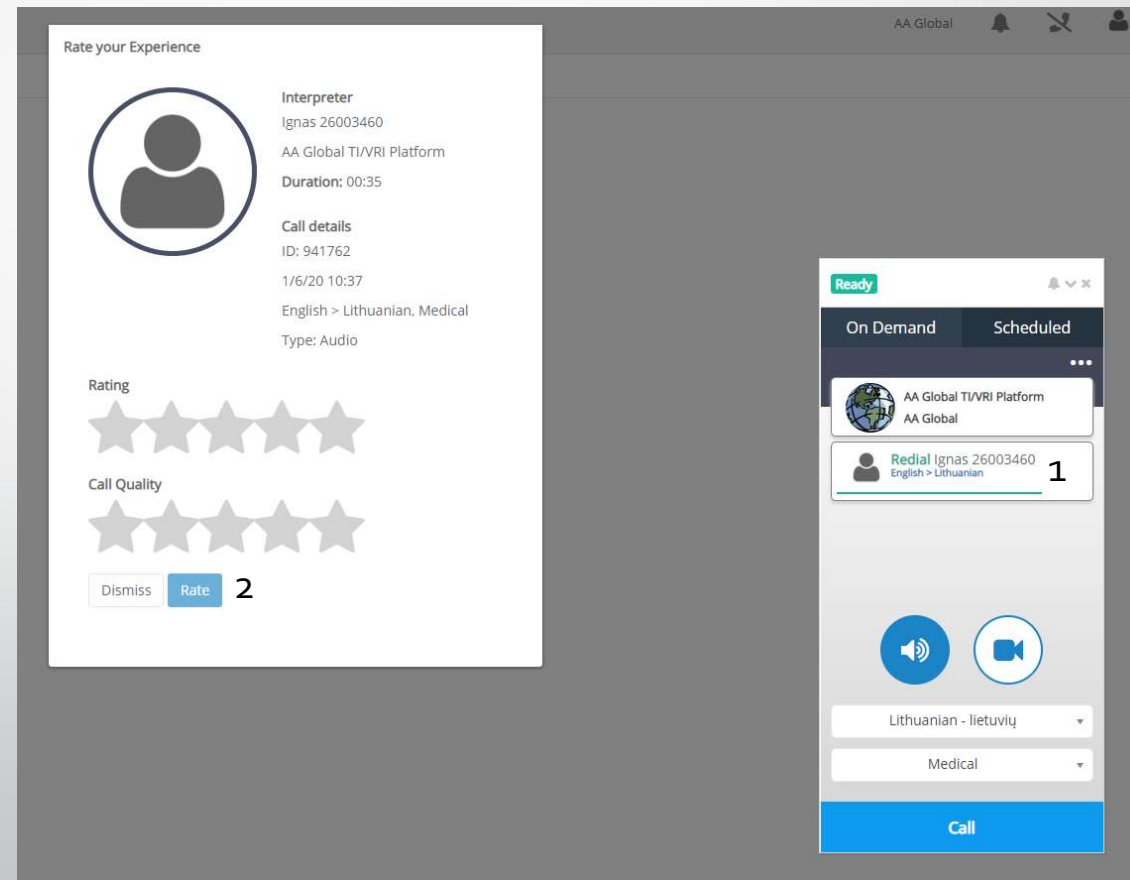 AA Global
Rate your Experience
Interpreter
Ignas 26003460
AA Global TI/VRI Platform
Duration: 00:35
Call details
ID: 941762
1/6/20 10:37
English > Lithuanian, Medical
Type: Audio
Rating
Call Quality
Dismiss Rate 2
Ready
On Demand Scheduled
AA Global TI/VRI Platform
AA Global
Redial Ignas 26003460
English > Lithuanian
1
Lithuanian - lietuvių
Medical
Call